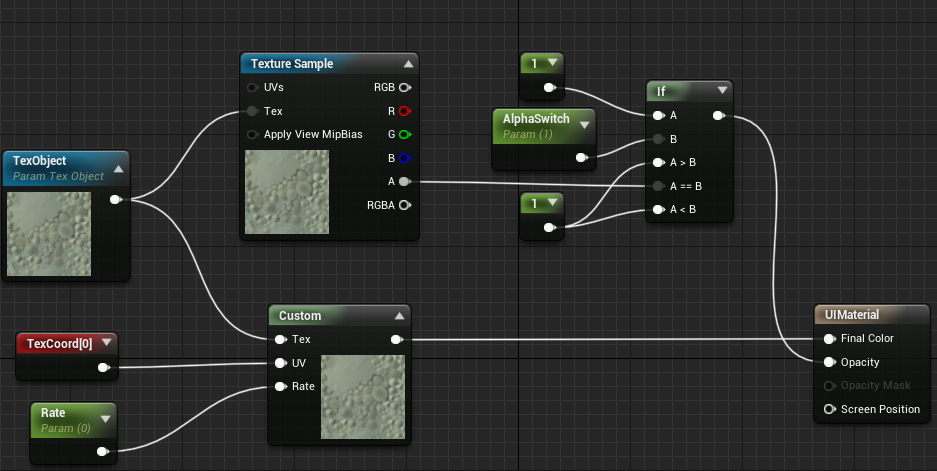 Texture Sample
UVs
RGB
Tex
R
Apply View MipBias
G
B
A
RGBA
1
AlphaSwitch
Param (1)
1
If
A
B
A > B
A == B
A < B
TexObject
Param Tex Object
TexCoord[0]
Rate
Param (0)
Custom
Tex
UV
Rate
UIMaterial
Final Color
Opacity
Opacity Mask
Screen Position